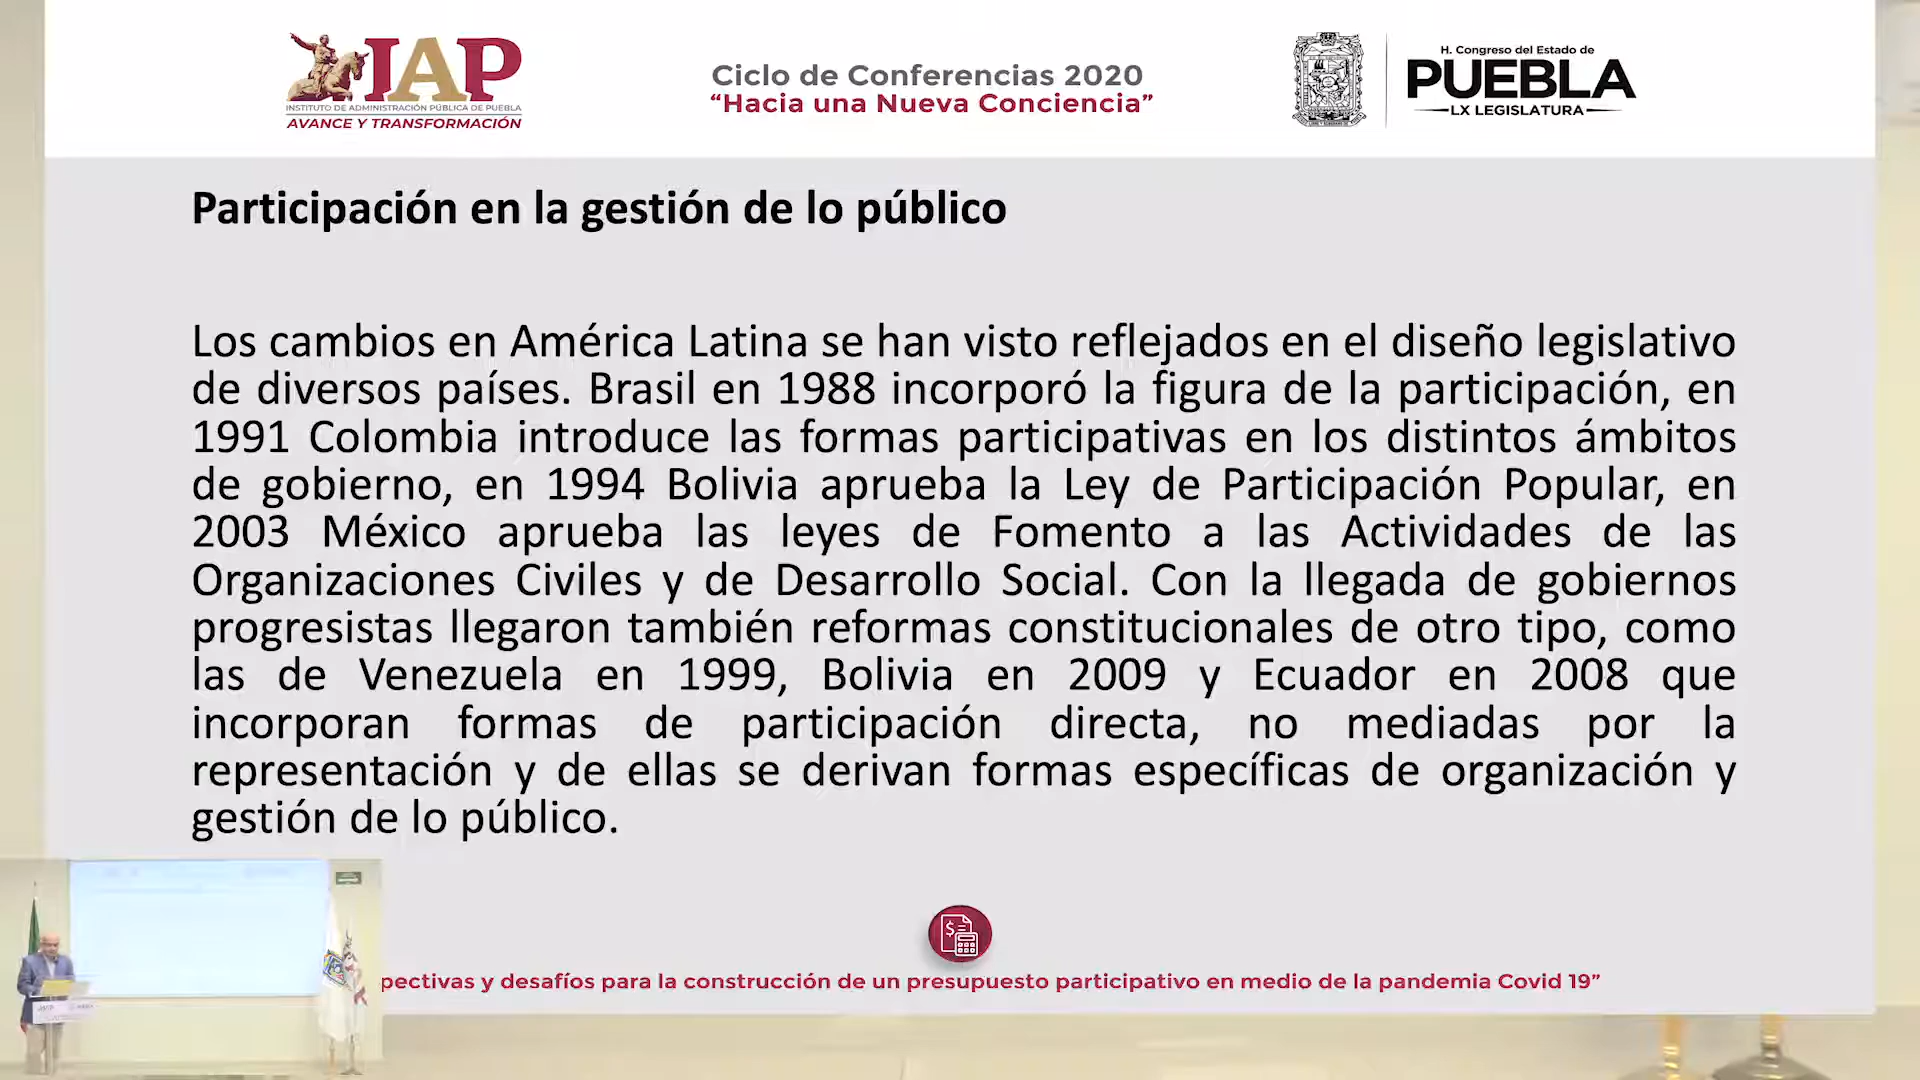 IAP
INSTITUTO DE ADMINISTRACIÓN PÚBLICA DE PUEBLA
AVANCE Y TRANSFORMACIÓN
Ciclo de Conferencias 2020
“Hacia una Nueva Conciencia”
H. Congreso del Estado de
PUEBLA
LX LEGISLATURA
Participación en la gestión de lo público
Los cambios en América Latina se han visto reflejados en el diseño legislativo
de diversos países. Brasil en 1988 incorporó la figura de la participación, en
1991 Colombia introduce las formas participativas en los distintos ámbitos
de gobierno, en 1994 Bolivia aprueba la Ley de Participación Popular, en
2003 México aprueba las leyes de Fomento a las Actividades de las
Organizaciones Civiles y de Desarrollo Social. Con la llegada de gobiernos
progresistas llegaron también reformas constitucionales de otro tipo, como
las de Venezuela en 1999, Bolivia en 2009 y Ecuador en 2008 que
incorporan formas de participación directa, no mediadas por la
representación y de ellas se derivan formas específicas de organización y
gestión de lo público.
pectivas y desafíos para la construcción de un presupuesto participativo en medio de la pandemia Covid 19”